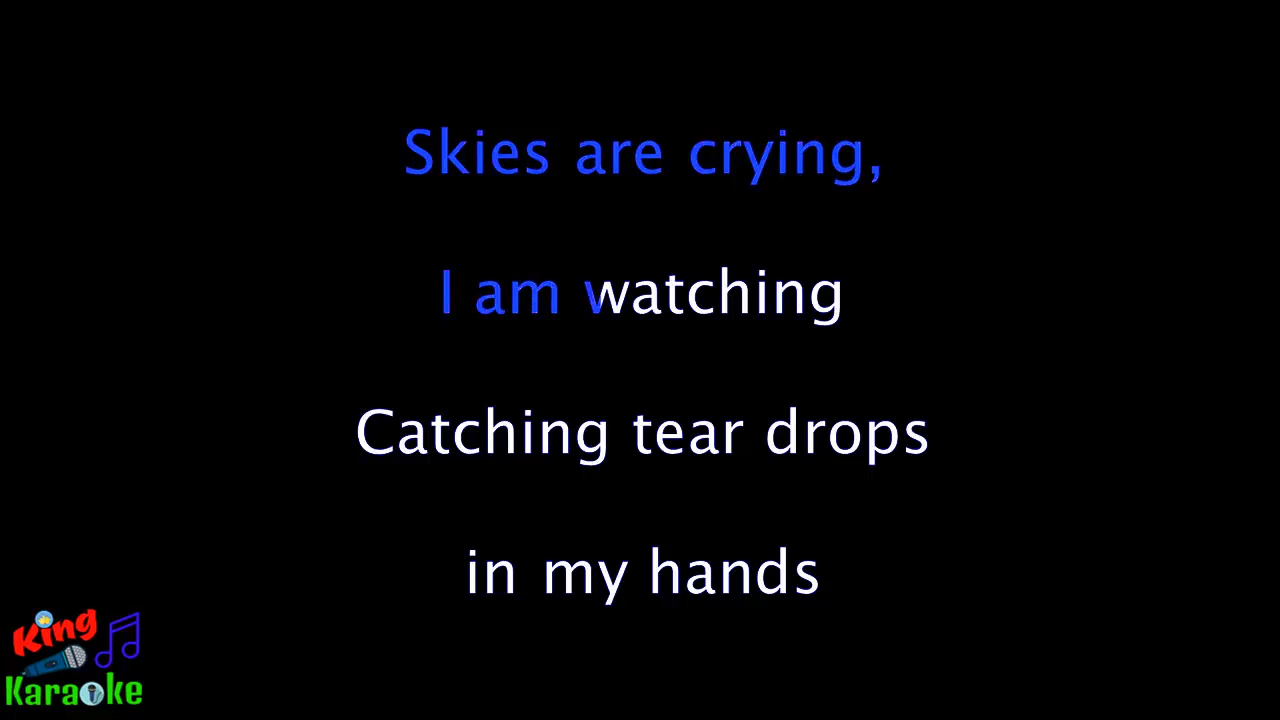 Skies are crying,
I am watching
Catching tear drops
in my hands
King
Karaoke